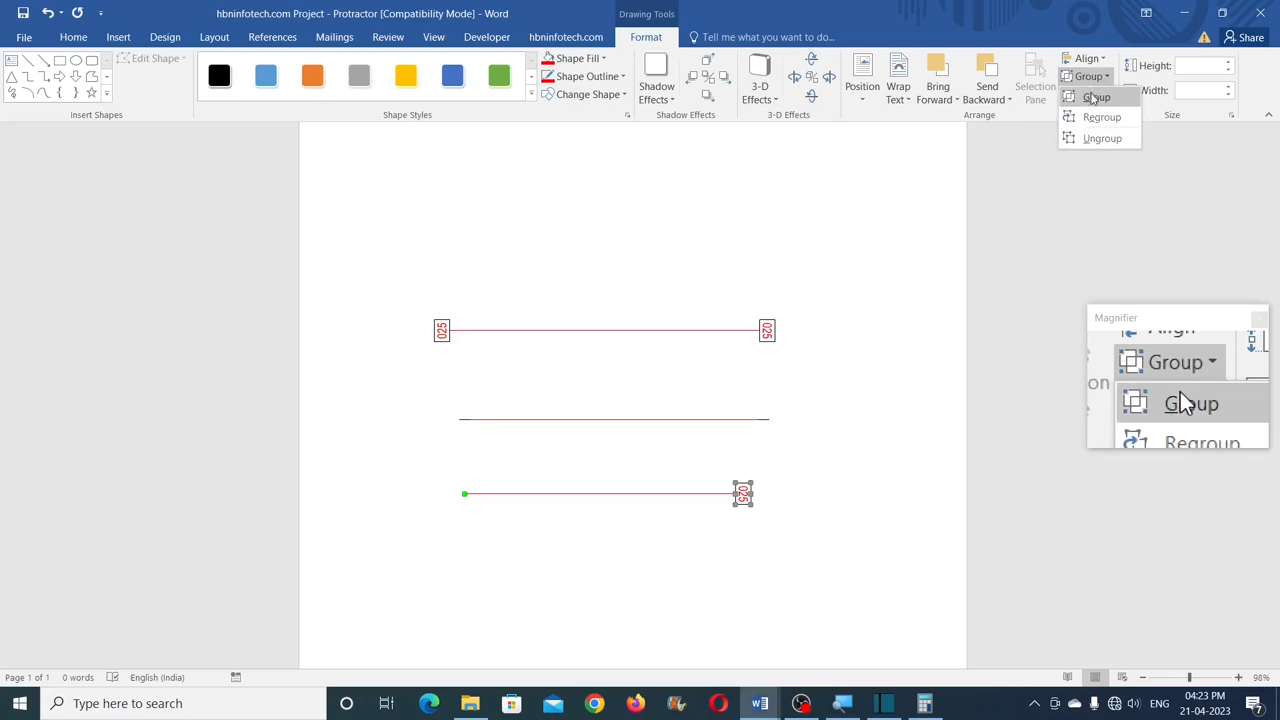 hbninfotech.com Project - Protractor [Compatibility Mode] - Word
Drawing Tools
File
Home
Insert
Design
Layout
References
Mailings
Review
View
Developer
hbninfotech.com
Format
Tell me what you want to do...
Share
Edit Shape
Insert Shapes
Shape Fill
Shape Outline
Change Shape
Shape Styles
Shadow
Effects
Shadow Effects
3-D
Effects
3-D Effects
Position
Wrap
Text
Bring
Forward
Send
Backward
Selection
Pane
Align
Group
Arrange
Height:
Width:
Size
Group
Regroup
Ungroup
025
025
025
Magnifier
Align
Group
on
Group
Regroup
Page 1 of 1
0 words
English (India)
98%
Type here to search
ENG
04:23 PM
21-04-2023
7